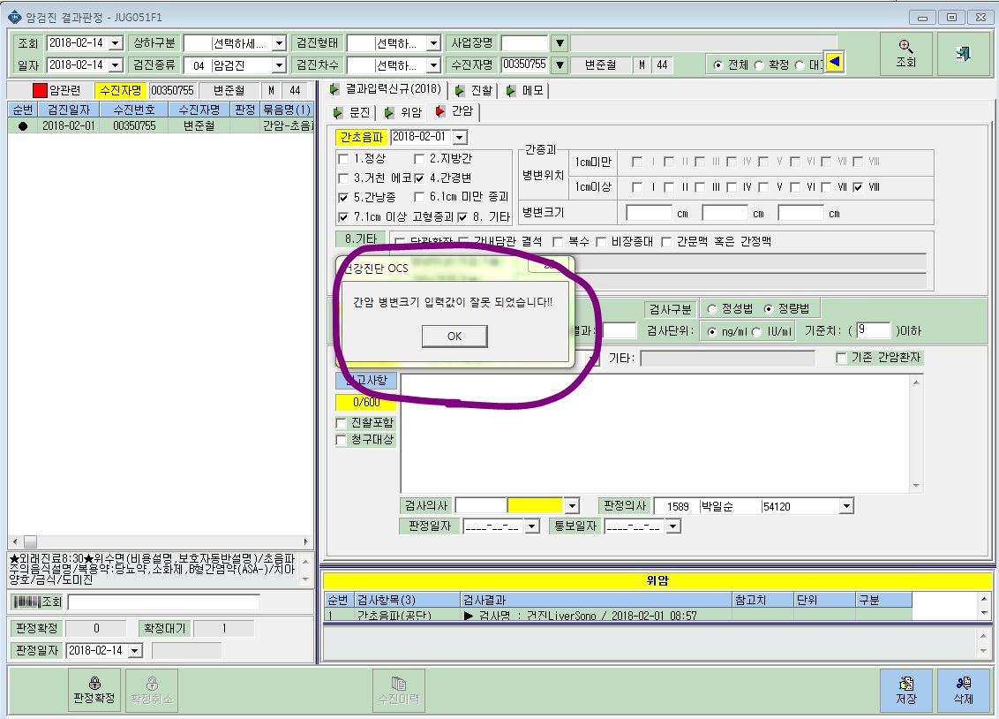 암검진 결과판정 - JUG051F1
조회 2018-02-14 상하구분 선택하세... 검진형태 선택하... 사업장명
일자 2018-02-14 검진종류 04 암검진 검진차수 선택하... 수진자명 00350755 변준철 M 44 전체 확정 조회
암관련 수진자명 00350755 변준철 M 44
순번 검진일자 수진번호 수진자명 판정 묶음명(1)
2018-02-01 00350755 변준철 간암-초음파
결과입력신규(2018) 진찰 메모
문진 위암 간암
간초음파 2018-02-01
1.정상 2.지방간
3.거친 에코 4.간경변
5.간낭종 6.1cm 미만 종괴
7.1cm 이상 고형종괴 8. 기타
간종괴
병변위치
1cm미만 I II III IV V VI VII VIII
1cm이상 I II III IV V VI VII VIII
병변크기 cm cm cm
8.기타 담관확장 간내담관 결석 복수 비장종대 간문맥 혹은 간정맥
건강진단 OCS
간암 병변크기 입력값이 잘못 되었습니다!!
OK
검사구분 정성법 정량법
결과: 검사단위: ng/ml IU/ml 기준치: ( 9 )이하
기타: 기존 간암환자
권고사항
0/600
진찰포함
청구대상
검사의사 판정의사 1589 박일순 54120
판정일자 ____-__-__ 통보일자 ____-__-__
★외래진료8:30★위수면(비용설명,보호자동반설명)/초음파
주의음식설명/복용약:당뇨약,소화제,B형간염약(ASA-)/치아
양호/금식/도미진
조회
판정확정 0 확정대기 1
판정일자 2018-02-14
위암
순번 검사항목(3) 검사결과 참고치 단위 구분
1 간초음파(공단) ▶ 검사명 : 건진LiverSono / 2018-02-01 08:57
판정확정 확정취소 수진이력 저장 삭제